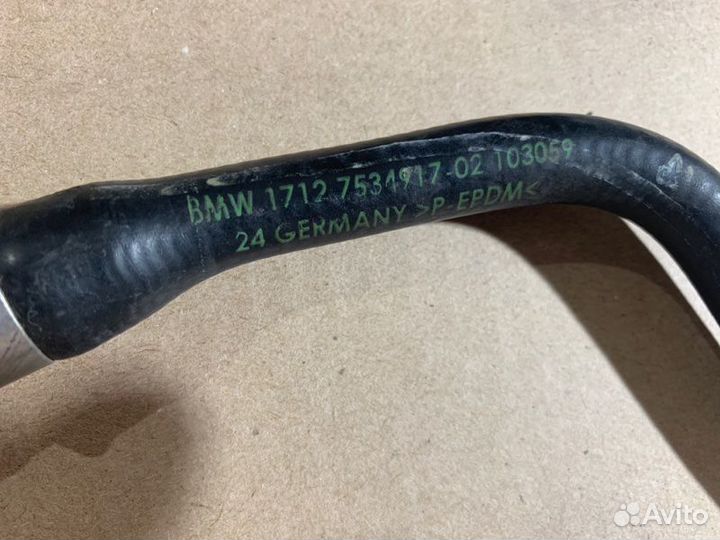 BMW 1712 7534917-02 103059
24 GERMANY >P-EPDM<
Avito